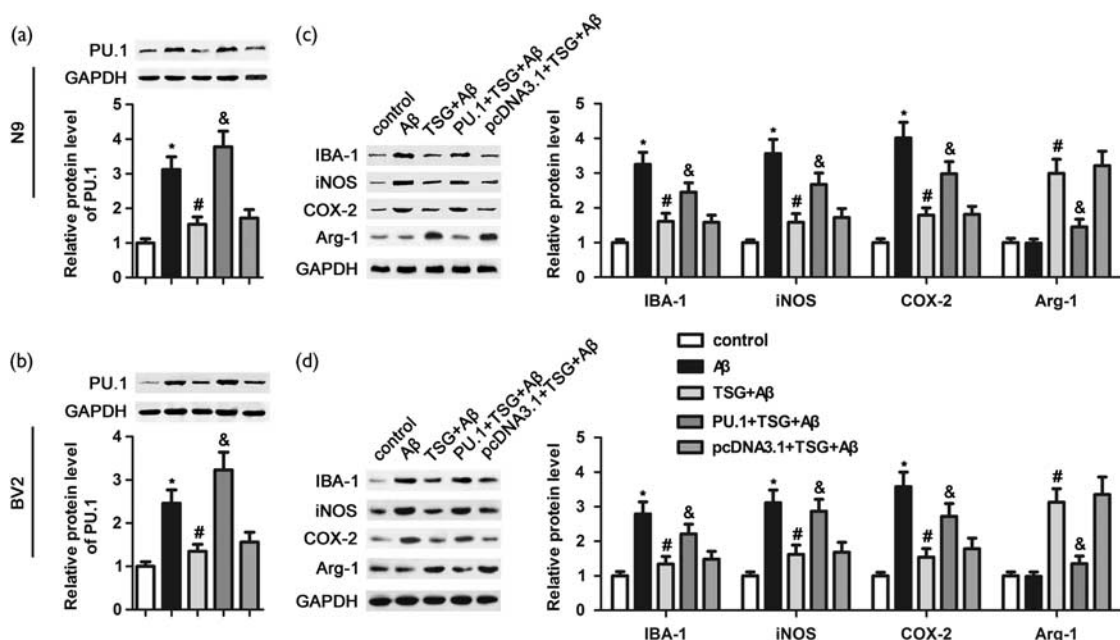 (a)
PU.1
GAPDH
N9
Relative protein level
of PU.1
5
4
3
2
1
0
*
#
&
(c)
control
Aβ
TSG+Aβ
PU.1+TSG+Aβ
pcDNA3.1+TSG+Aβ
IBA-1
iNOS
COX-2
Arg-1
GAPDH
Relative protein level
5
4
3
2
1
0
*
#
&
*
#
&
*
#
&
#
&
IBA-1 iNOS COX-2 Arg-1
(b)
PU.1
GAPDH
BV2
Relative protein level
of PU.1
4
3
2
1
0
*
#
&
(d)
control
Aβ
TSG+Aβ
PU.1+TSG+Aβ
pcDNA3.1+TSG+Aβ
IBA-1
iNOS
COX-2
Arg-1
GAPDH
control
Aβ
TSG+Aβ
PU.1+TSG+Aβ
pcDNA3.1+TSG+Aβ
Relative protein level
5
4
3
2
1
0
*
#
&
*
#
&
*
#
&
#
&
IBA-1 iNOS COX-2 Arg-1